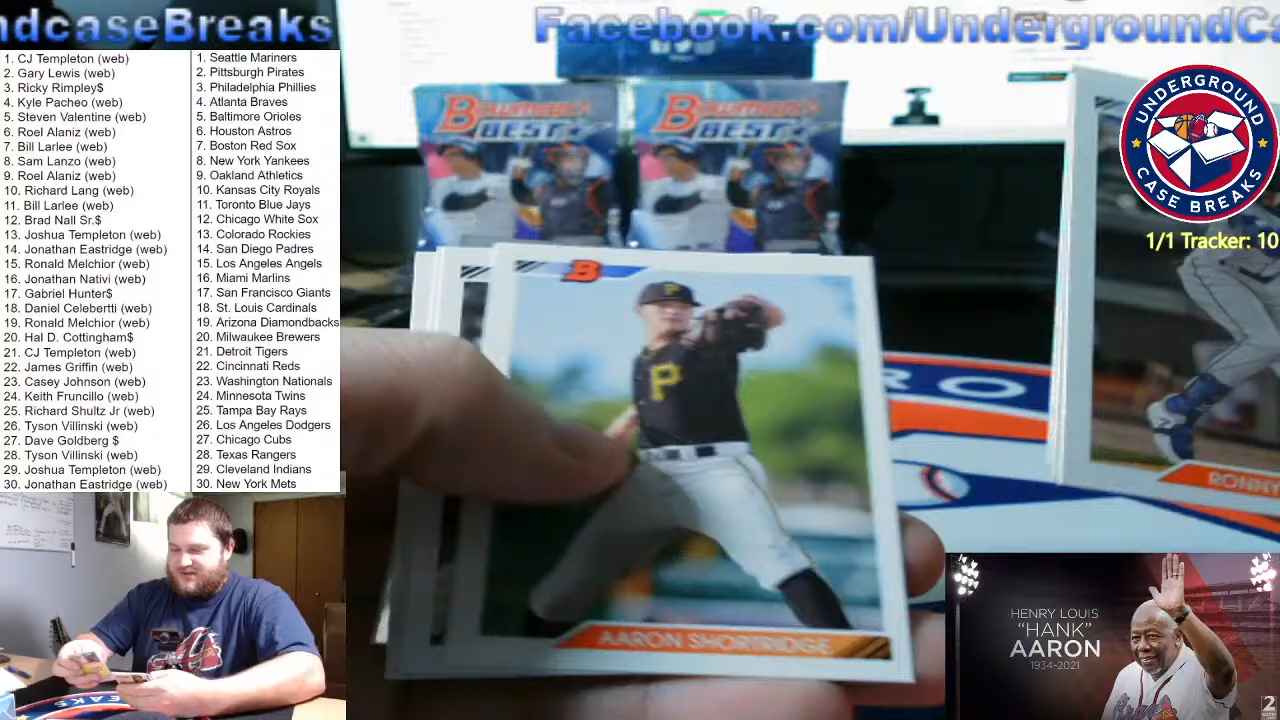 ndcaseBreaks
Facebook.com/UndergroundCa
1. CJ Templeton (web)
2. Gary Lewis (web)
3. Ricky Rimpley$
4. Kyle Pacheo (web)
5. Steven Valentine (web)
6. Roel Alaniz (web)
7. Bill Larlee (web)
8. Sam Lanzo (web)
9. Roel Alaniz (web)
10. Richard Lang (web)
11. Bill Larlee (web)
12. Brad Nall Sr.$
13. Joshua Templeton (web)
14. Jonathan Eastridge (web)
15. Ronald Melchior (web)
16. Jonathan Nativi (web)
17. Gabriel Hunter$
18. Daniel Celebertti (web)
19. Ronald Melchior (web)
20. Hal D. Cottingham$
21. CJ Templeton (web)
22. James Griffin (web)
23. Casey Johnson (web)
24. Keith Fruncillo (web)
25. Richard Shultz Jr (web)
26. Tyson Villinski (web)
27. Dave Goldberg $
28. Tyson Villinski (web)
29. Joshua Templeton (web)
30. Jonathan Eastridge (web)
1. Seattle Mariners
2. Pittsburgh Pirates
3. Philadelphia Phillies
4. Atlanta Braves
5. Baltimore Orioles
6. Houston Astros
7. Boston Red Sox
8. New York Yankees
9. Oakland Athletics
10. Kansas City Royals
11. Toronto Blue Jays
12. Chicago White Sox
13. Colorado Rockies
14. San Diego Padres
15. Los Angeles Angels
16. Miami Marlins
17. San Francisco Giants
18. St. Louis Cardinals
19. Arizona Diamondbacks
20. Milwaukee Brewers
21. Detroit Tigers
22. Cincinnati Reds
23. Washington Nationals
24. Minnesota Twins
25. Tampa Bay Rays
26. Los Angeles Dodgers
27. Chicago Cubs
28. Texas Rangers
29. Cleveland Indians
30. New York Mets
BOWMAN'S
BEST
BOWMAN'S
BEST
B
P
P
AARON SHORTRIDGE
RO
RONNY
UNDERGROUND
CASE BREAKS
1/1 Tracker: 10
HENRY LOUIS
"HANK"
AARON
1934-2021
Braves
2